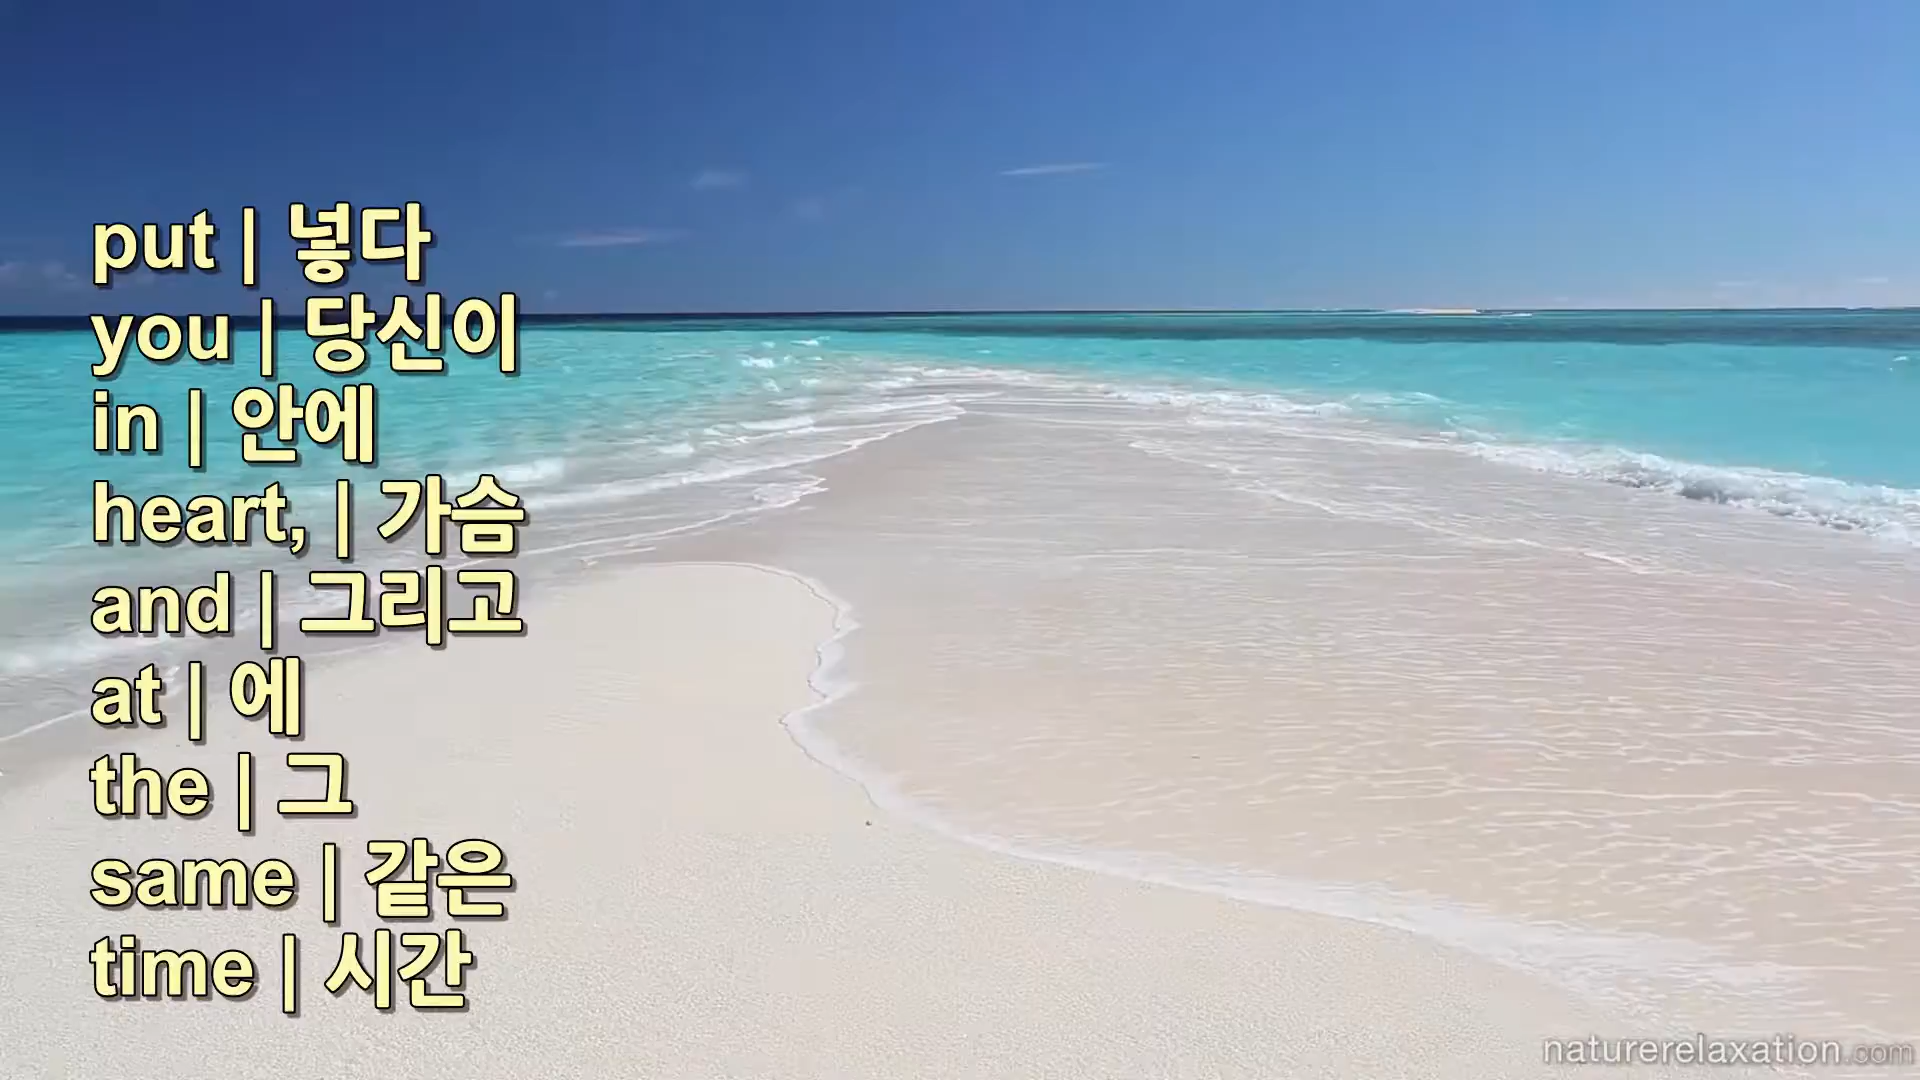 put | 넣다
you | 당신이
in | 안에
heart, | 가슴
and | 그리고
at | 에
the | 그
same | 같은
time | 시간
naturerelaxation.com